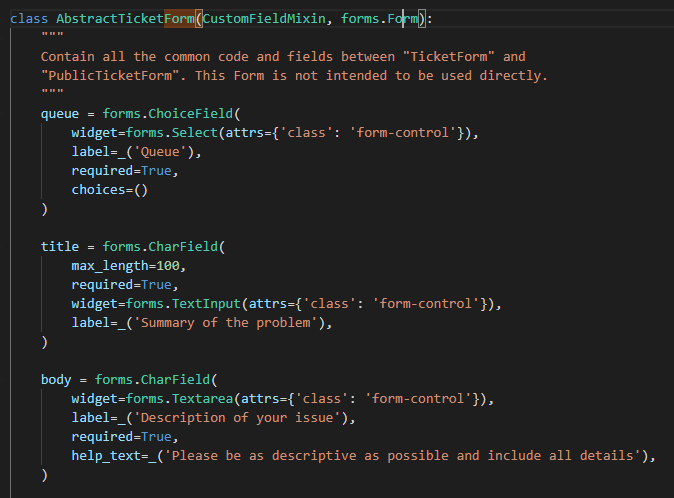 class AbstractTicketForm(CustomFieldMixin, forms.Form):
    """
    Contain all the common code and fields between "TicketForm" and
    "PublicTicketForm". This Form is not intended to be used directly.
    """
    queue = forms.ChoiceField(
        widget=forms.Select(attrs={'class': 'form-control'}),
        label=_('Queue'),
        required=True,
        choices=()
    )

    title = forms.CharField(
        max_length=100,
        required=True,
        widget=forms.TextInput(attrs={'class': 'form-control'}),
        label=_('Summary of the problem'),
    )

    body = forms.CharField(
        widget=forms.Textarea(attrs={'class': 'form-control'}),
        label=_('Description of your issue'),
        required=True,
        help_text=_('Please be as descriptive as possible and include all details'),
    )